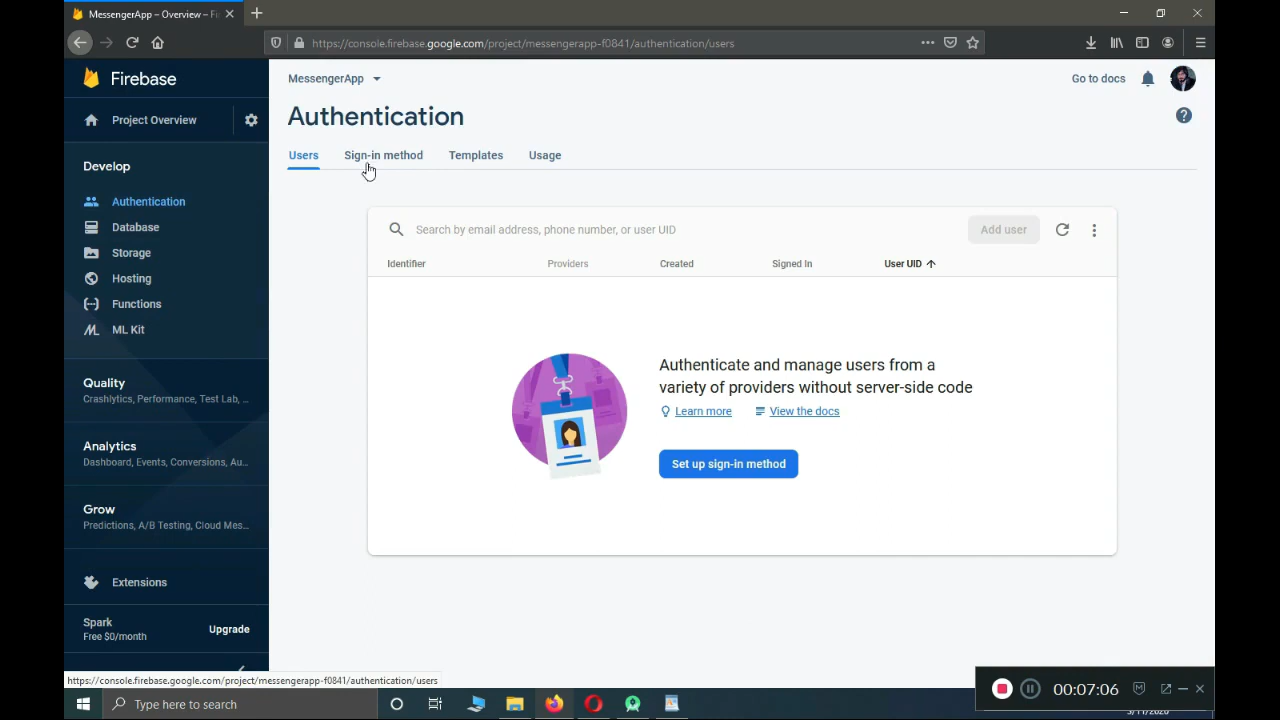 MessengerApp – Overview – Fi
https://console.firebase.google.com/project/messengerapp-f0841/authentication/users
Firebase
Project Overview
Develop
Authentication
Database
Storage
Hosting
Functions
ML Kit
Quality
Crashlytics, Performance, Test Lab, ...
Analytics
Dashboard, Events, Conversions, Au...
Grow
Predictions, A/B Testing, Cloud Mes...
Extensions
Spark
Free $0/month
Upgrade
MessengerApp
Go to docs
Authentication
Users
Sign-in method
Templates
Usage
Search by email address, phone number, or user UID
Add user
Identifier
Providers
Created
Signed In
User UID
Authenticate and manage users from a
variety of providers without server-side code
Learn more
View the docs
Set up sign-in method
https://console.firebase.google.com/project/messengerapp-f0841/authentication/users
Type here to search
00:07:06
3/11/2020